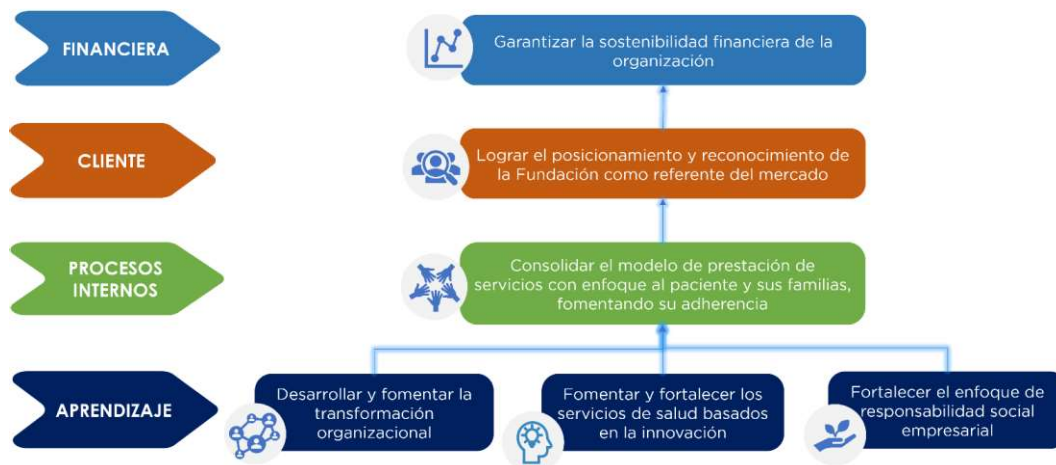 FINANCIERA
Garantizar la sostenibilidad financiera de la
organización
CLIENTE
Lograr el posicionamiento y reconocimiento de
la Fundación como referente del mercado
PROCESOS
INTERNOS
Consolidar el modelo de prestación de
servicios con enfoque al paciente y sus familias,
fomentando su adherencia
APRENDIZAJE
Desarrollar y fomentar la
transformación
organizacional
Fomentar y fortalecer los
servicios de salud basados
en la innovación
Fortalecer el enfoque de
responsabilidad social
empresarial